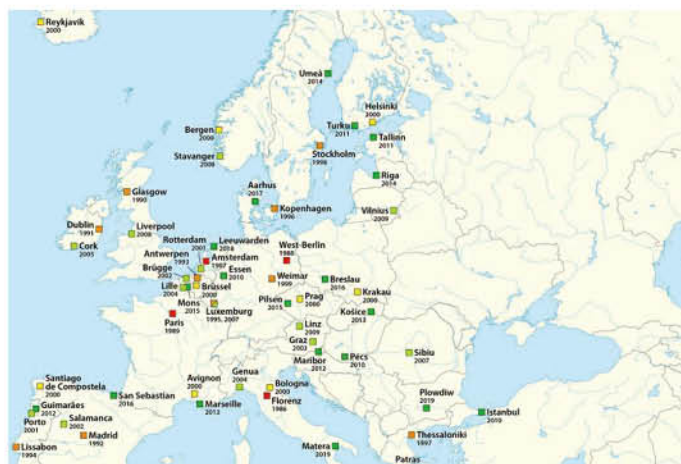 Reykjavik
2000
Umeå
2014
Helsinki
2000
Turku
2011
Tallinn
2011
Bergen
2000
Stavanger
2008
Stockholm
1998
Riga
2014
Glasgow
1990
Aarhus
2017
Kopenhagen
1996
Vilnius
2009
Dublin
1991
Liverpool
2008
Cork
2005
Rotterdam
2001
Leeuwarden
2018
West-Berlin
1988
Antwerpen
1993
Amsterdam
1987
Brügge
2002
Essen
2010
Weimar
1999
Breslau
2016
Lille
2004
Brüssel
2000
Krakau
2000
Mons
2015
Luxemburg
1995, 2007
Pilsen
2015
Prag
2000
Košice
2013
Paris
1989
Linz
2009
Graz
2003
Maribor
2012
Pécs
2010
Sibiu
2007
Santiago
de Compostela
2000
San Sebastian
2016
Avignon
2000
Genua
2004
Bologna
2000
Guimarães
2012
Marseille
2013
Florenz
1986
Plowdiw
2019
Istanbul
2010
Porto
2001
Salamanca
2002
Madrid
1992
Lissabon
1994
Matera
2019
Thessaloniki
1997
Patras